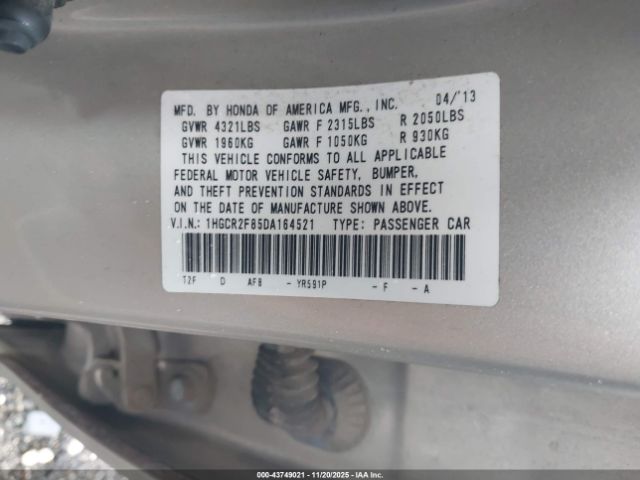 MFD. BY HONDA OF AMERICA MFG., INC. 04/'13
GVWR 4321LBS GAWR F 2315LBS R 2050LBS
GVWR 1960KG GAWR F 1050KG R 930KG
THIS VEHICLE CONFORMS TO ALL APPLICABLE
FEDERAL MOTOR VEHICLE SAFETY, BUMPER,
AND THEFT PREVENTION STANDARDS IN EFFECT
ON THE DATE OF MANUFACTURE SHOWN ABOVE.
V.I.N.: 1HGCR2F85DA164521 TYPE: PASSENGER CAR
T2F D AFB - YR591P - F - A
000-43749021 - 11/20/2025 - IAA Inc.